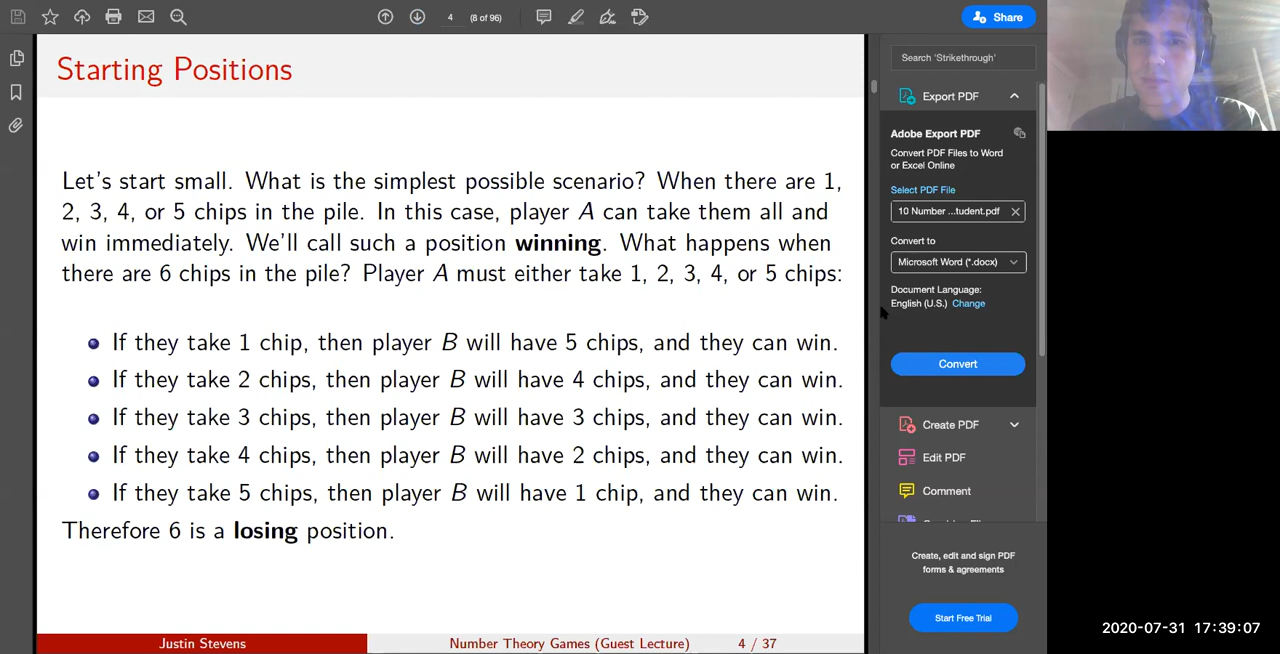 4 (8 of 96)
Share
Starting Positions
Let's start small. What is the simplest possible scenario? When there are 1,
2, 3, 4, or 5 chips in the pile. In this case, player A can take them all and
win immediately. We'll call such a position winning. What happens when
there are 6 chips in the pile? Player A must either take 1, 2, 3, 4, or 5 chips:
If they take 1 chip, then player B will have 5 chips, and they can win.
If they take 2 chips, then player B will have 4 chips, and they can win.
If they take 3 chips, then player B will have 3 chips, and they can win.
If they take 4 chips, then player B will have 2 chips, and they can win.
If they take 5 chips, then player B will have 1 chip, and they can win.
Therefore 6 is a losing position.
Justin Stevens
Number Theory Games (Guest Lecture)
4 / 37
Search 'Strikethrough'
Export PDF
Adobe Export PDF
Convert PDF Files to Word
or Excel Online
Select PDF File
10 Number ...tudent.pdf
Convert to
Microsoft Word (*.docx)
Document Language:
English (U.S.) Change
Convert
Create PDF
Edit PDF
Comment
Create, edit and sign PDF
forms & agreements
Start Free Trial
2020-07-31 17:39:07